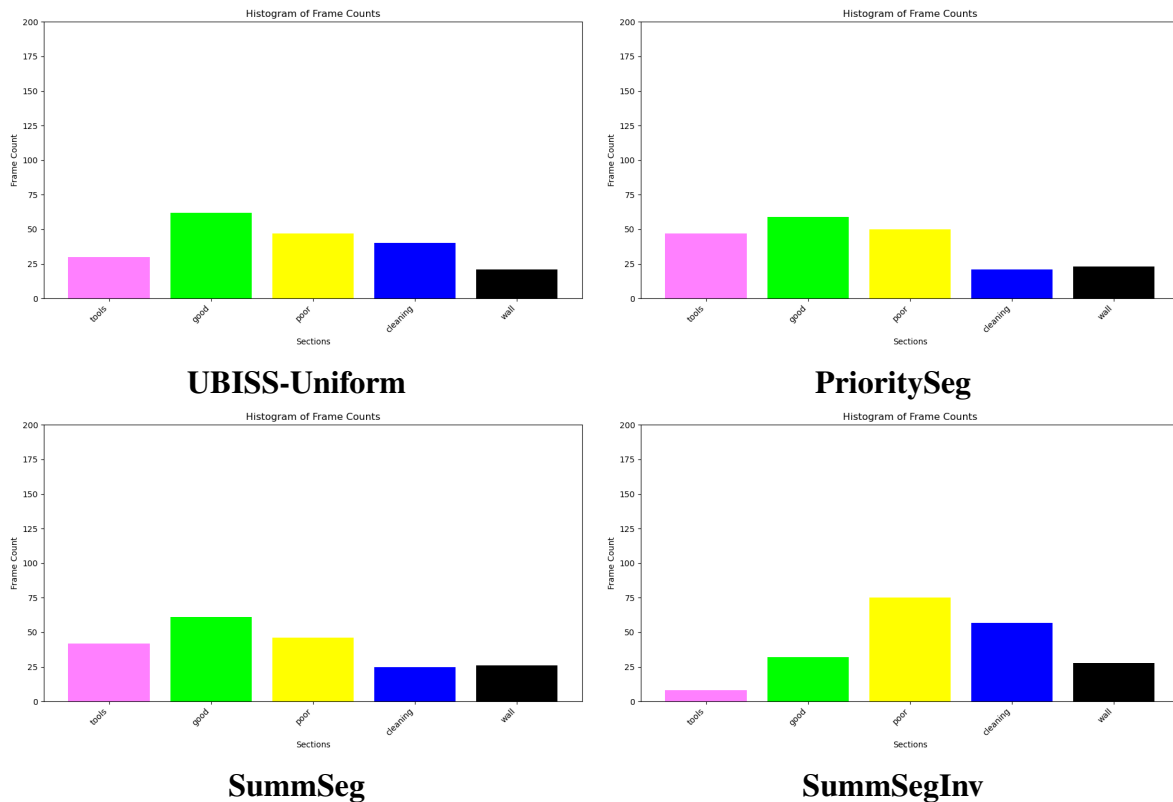 Histogram of Frame Counts
200
175
150
125
100
75
50
25
0
Frame Count
tools
good
poor
cleaning
wall
Sections
UBISS-Uniform
Histogram of Frame Counts
200
175
150
125
100
75
50
25
0
Frame Count
tools
good
poor
cleaning
wall
Sections
PrioritySeg
Histogram of Frame Counts
200
175
150
125
100
75
50
25
0
Frame Count
tools
good
poor
cleaning
wall
Sections
SummSeg
Histogram of Frame Counts
200
175
150
125
100
75
50
25
0
Frame Count
tools
good
poor
cleaning
wall
Sections
SummSegInv